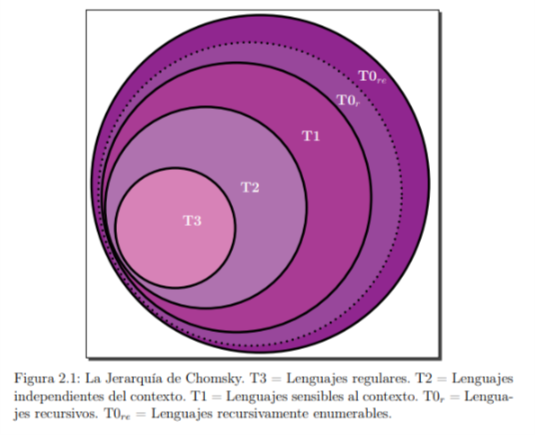 T0re
T0r
T1
T2
T3
Figura 2.1: La Jerarquía de Chomsky. T3 = Lenguajes regulares. T2 = Lenguajes
independientes del contexto. T1 = Lenguajes sensibles al contexto. T0r = Lengua-
jes recursivos. T0re = Lenguajes recursivamente enumerables.